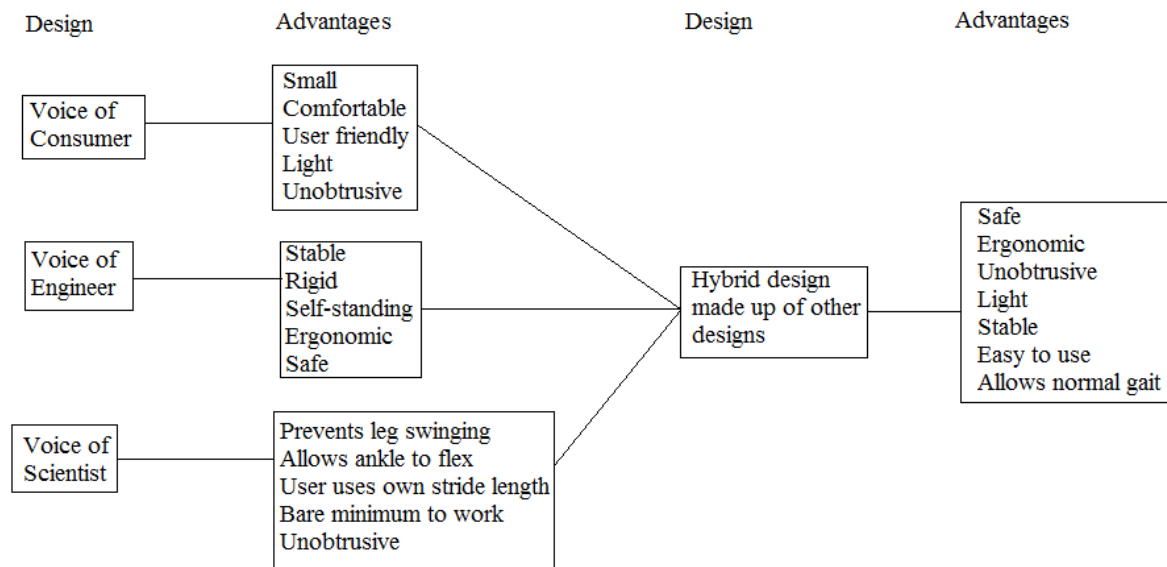 Design
Advantages
Design
Advantages
Voice of
Consumer
Small
Comfortable
User friendly
Light
Unobtrusive
Voice of
Engineer
Stable
Rigid
Self-standing
Ergonomic
Safe
Voice of
Scientist
Prevents leg swinging
Allows ankle to flex
User uses own stride length
Bare minimum to work
Unobtrusive
Hybrid design
made up of other
designs
Safe
Ergonomic
Unobtrusive
Light
Stable
Easy to use
Allows normal gait